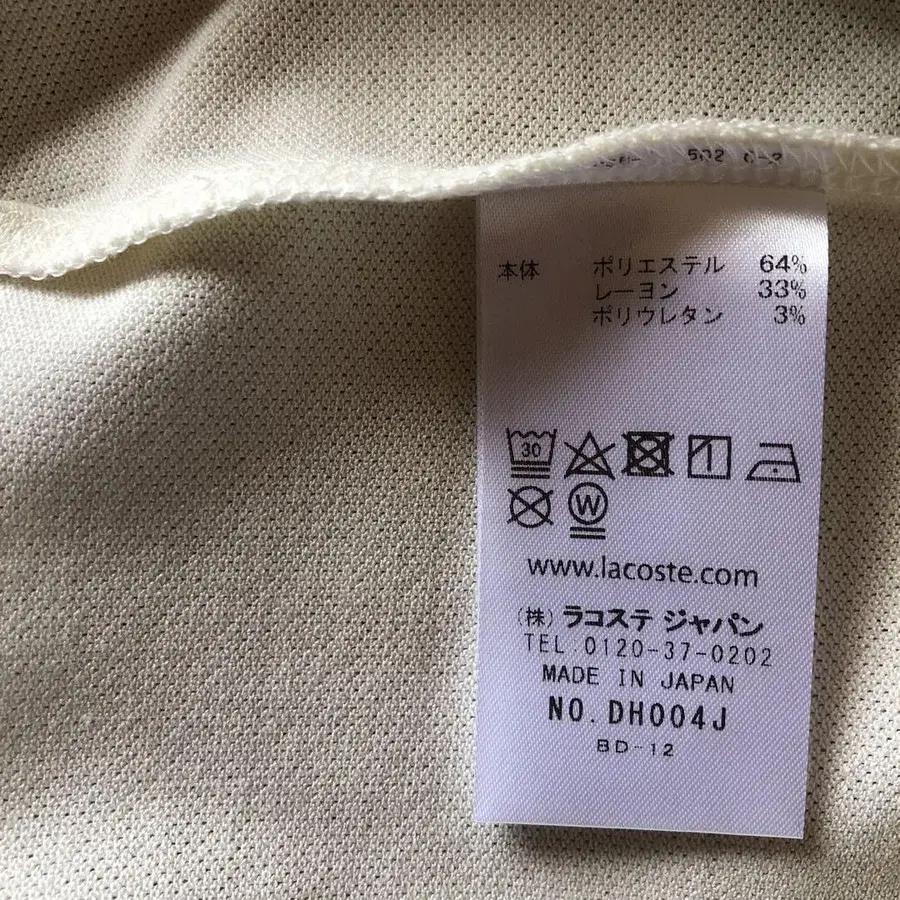 502
本体 ポリエステル 64%
レーヨン 33%
ポリウレタン 3%
30
W
www.lacoste.com
(株) ラコステ ジャパン
TEL 0120-37-0202
MADE IN JAPAN
NO. DH004J
BD-12